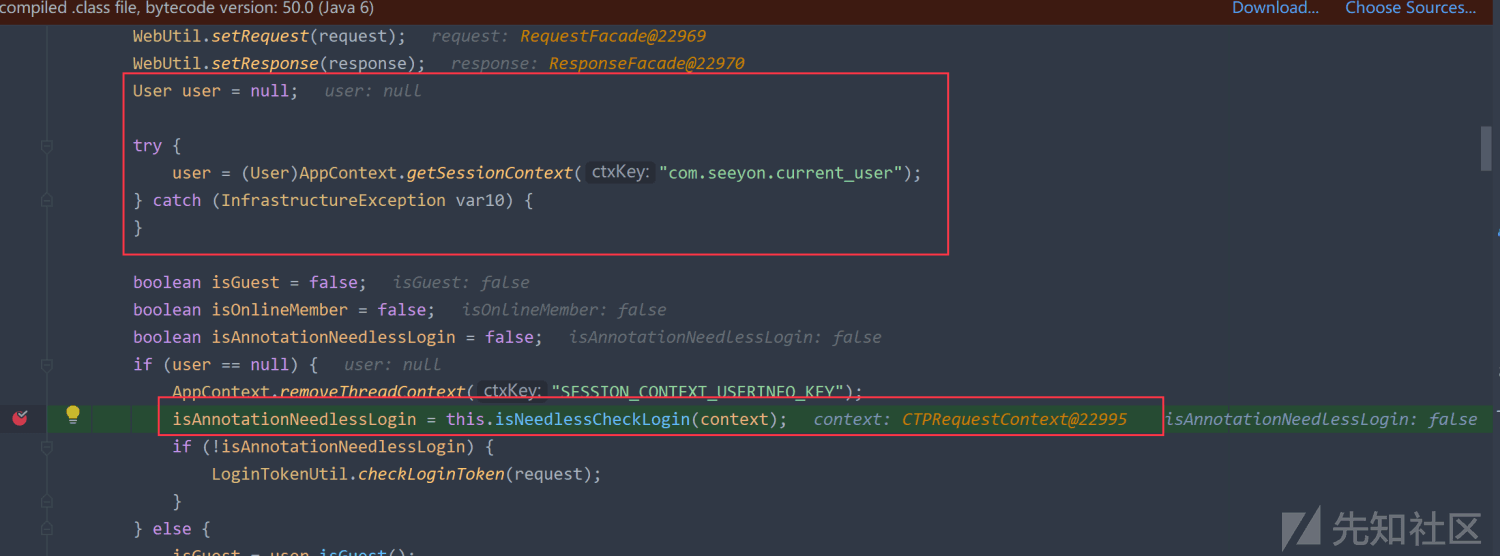 compiled .class file, bytecode version: 50.0 (Java 6) Download... Choose Sources...
WebUtil.setRequest(request); request: RequestFacade@22969
WebUtil.setResponse(response); response: ResponseFacade@22970
User user = null; user: null
try {
user = (User)AppContext.getSessionContext( ctxKey: "com.seeyon.current_user");
} catch (InfrastructureException var10) {
}
boolean isGuest = false; isGuest: false
boolean isOnlineMember = false; isOnlineMember: false
boolean isAnnotationNeedlessLogin = false; isAnnotationNeedlessLogin: false
if (user == null) { user: null
AppContext.removeThreadContext( ctxKey: "SESSION_CONTEXT_USERINFO_KEY");
isAnnotationNeedlessLogin = this.isNeedlessCheckLogin(context); context: CTPRequestContext@22995 isAnnotationNeedlessLogin: false
if (!isAnnotationNeedlessLogin) {
LoginTokenUtil.checkLoginToken(request);
}
} else {
isGuest = user.isGuest();
先知社区